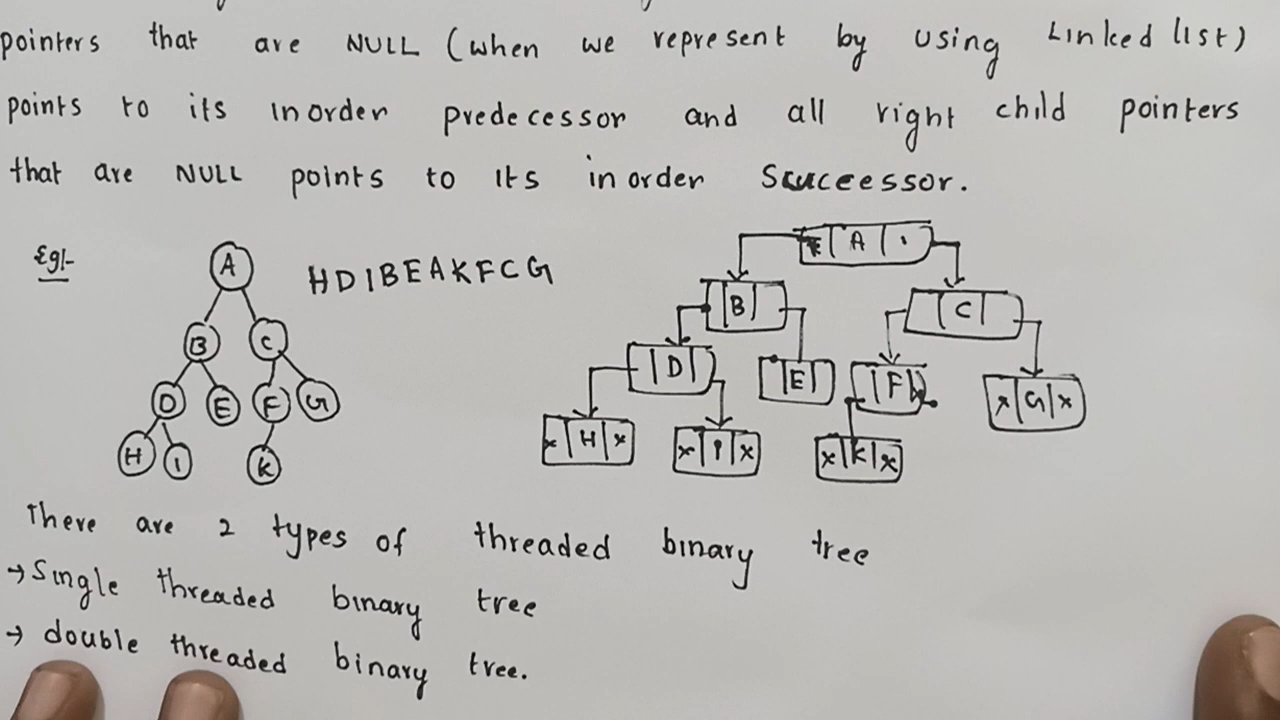 pointers that are NULL (when we represent by using Linked list)
points to its inorder predecessor and all right child pointers
that are NULL points to its inorder Succeessor.
Eg:-
A
HDIBEAKFCG
B C
D E F G
H I K
A
B C
D E F
x G x
x H x
x I x
x K x
There are 2 types of threaded binary tree
→ Single threaded binary tree
→ double threaded binary tree.